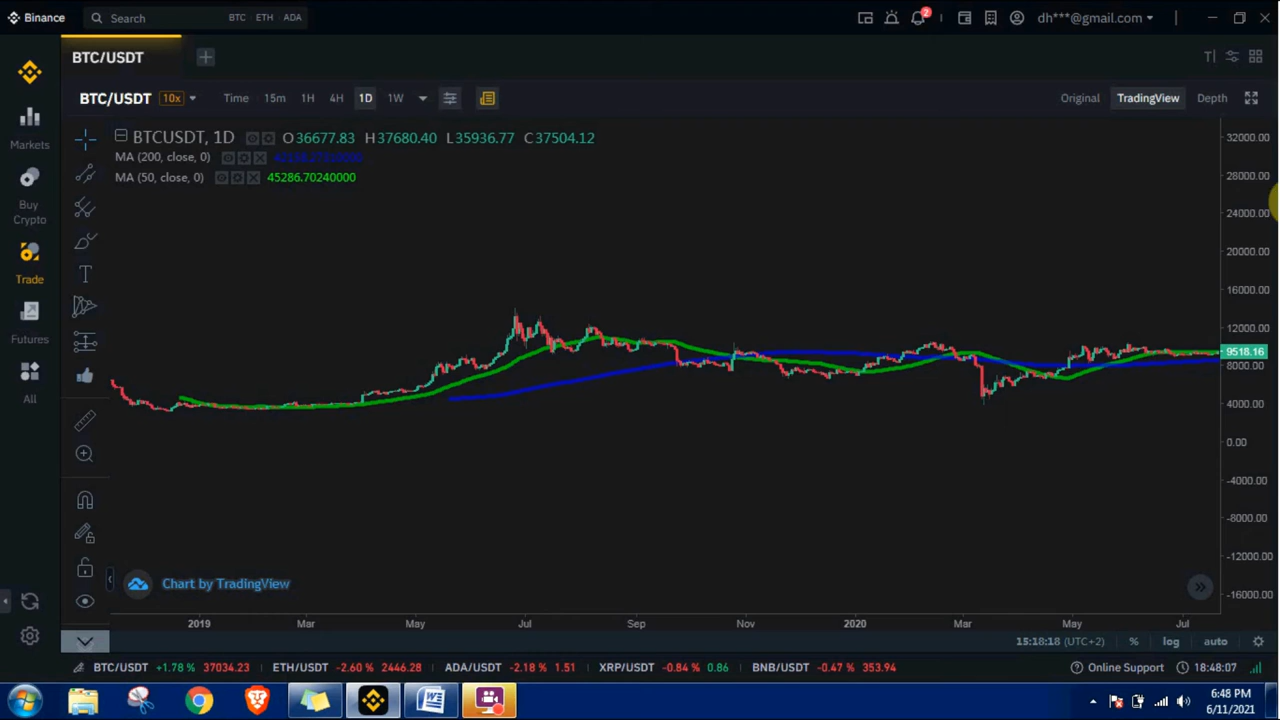 Binance Search BTC ETH ADA 2 dh***@gmail.com
BTC/USDT
BTC/USDT 10x Time 15m 1H 4H 1D 1W Original TradingView Depth
BTCUSDT, 1D O36677.83 H37680.40 L35936.77 C37504.12
MA (200, close, 0)
MA (50, close, 0) 45286.70240000
Markets
Buy
Crypto
Trade
Futures
All
32000.00
28000.00
24000.00
20000.00
16000.00
12000.00
9518.16
8000.00
4000.00
0.00
-4000.00
-8000.00
-12000.00
-16000.00
Chart by TradingView
2019 Mar May Jul Sep Nov 2020 Mar May Jul
15:18:18 (UTC+2) % log auto
BTC/USDT +1.78 % 37034.23 ETH/USDT -2.60 % 2446.28 ADA/USDT -2.18 % 1.51 XRP/USDT -0.84 % 0.86 BNB/USDT -0.47 % 353.94 Online Support 18:48:07
6:48 PM
6/11/2021